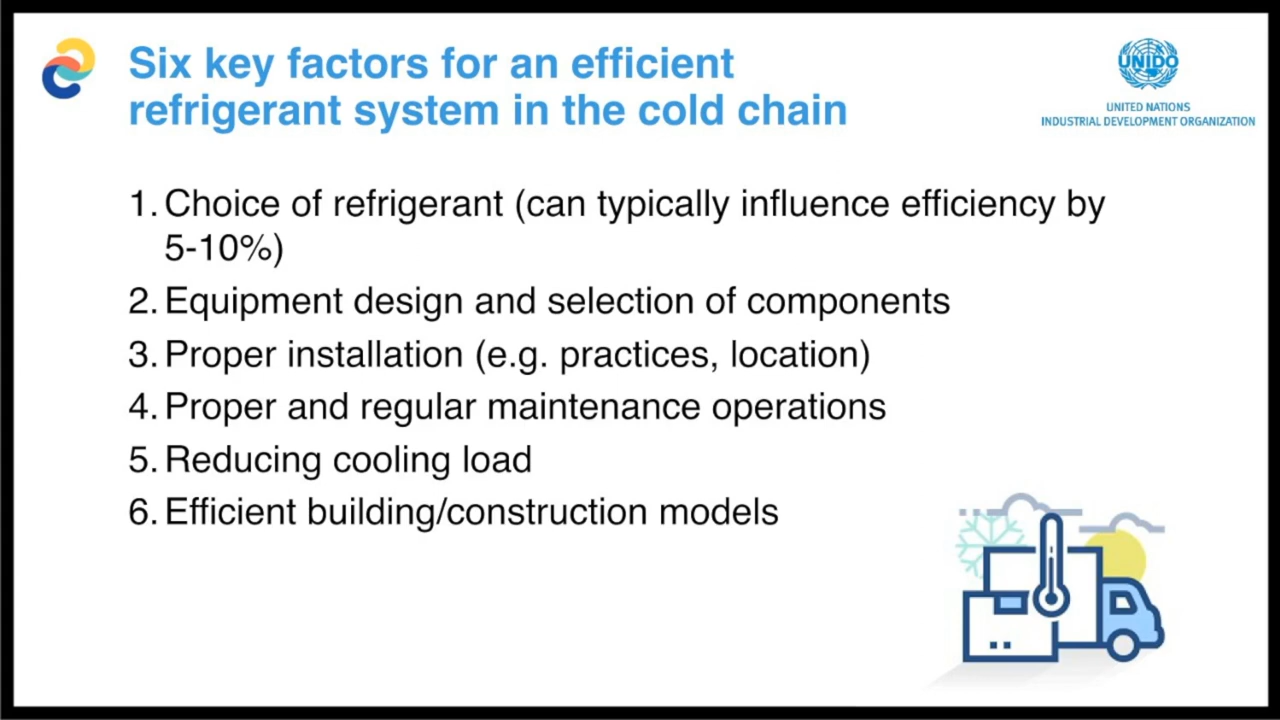 Six key factors for an efficient
refrigerant system in the cold chain
UNIDO
UNITED NATIONS
INDUSTRIAL DEVELOPMENT ORGANIZATION
1. Choice of refrigerant (can typically influence efficiency by
5-10%)
2. Equipment design and selection of components
3. Proper installation (e.g. practices, location)
4. Proper and regular maintenance operations
5. Reducing cooling load
6. Efficient building/construction models